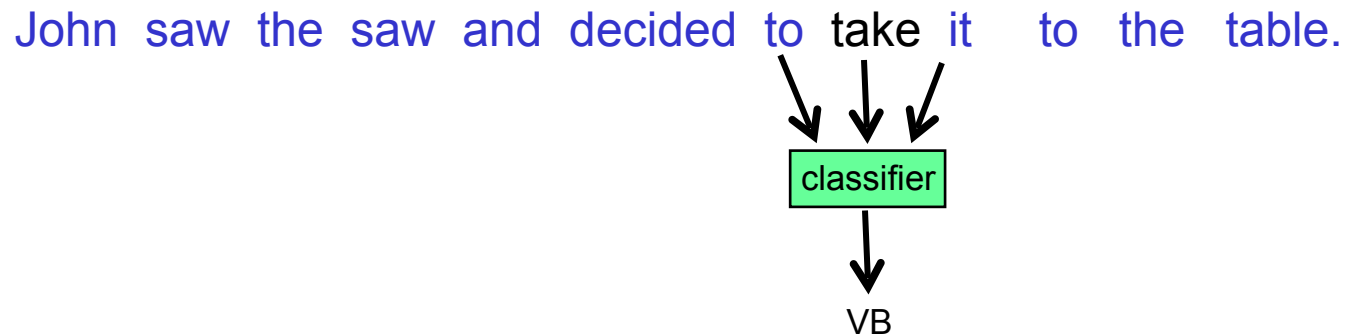 John saw the saw and decided to take it to the table.
classifier
VB